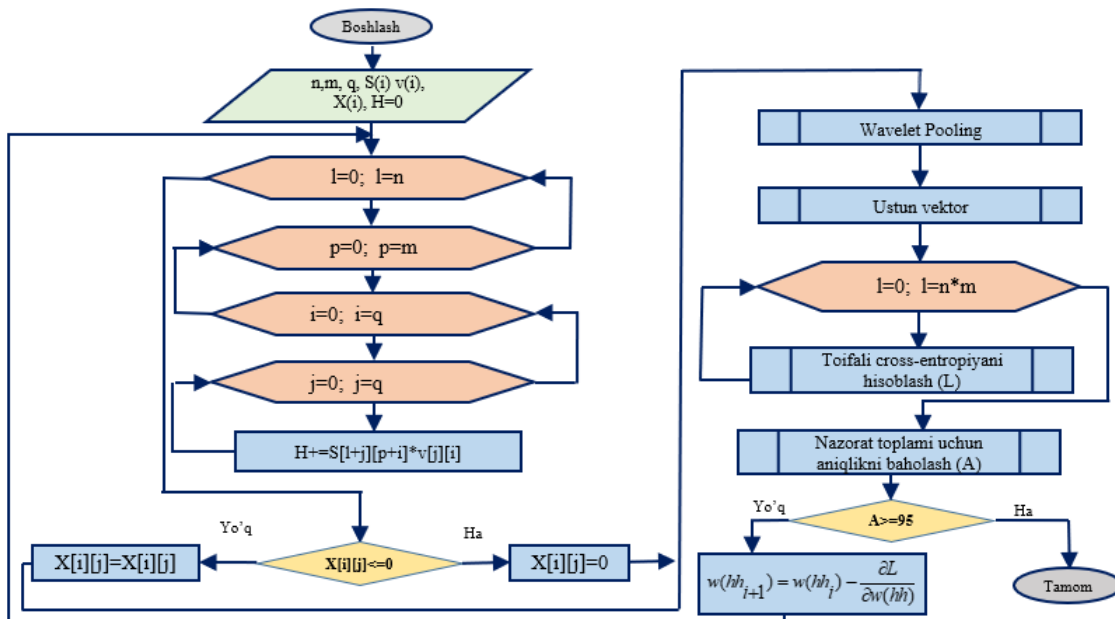 Boshlash
n,m, q, S(i) v(i),
X(i), H=0
l=0; l=n
p=0; p=m
i=0; i=q
j=0; j=q
H+=S[l+j][p+i]*v[j][i]
Yo'q
X[i][j]<=0
Ha
X[i][j]=X[i][j]
X[i][j]=0
Wavelet Pooling
Ustun vektor
l=0; l=n*m
Toifali cross-entropiyani
hisoblash (L)
Nazorat toplami uchun
aniqlikni baholash (A)
Yo'q
A>=95
Ha
w(hh_{i+1}) = w(hh_i) − ∂L/∂w(hh)
Tamom